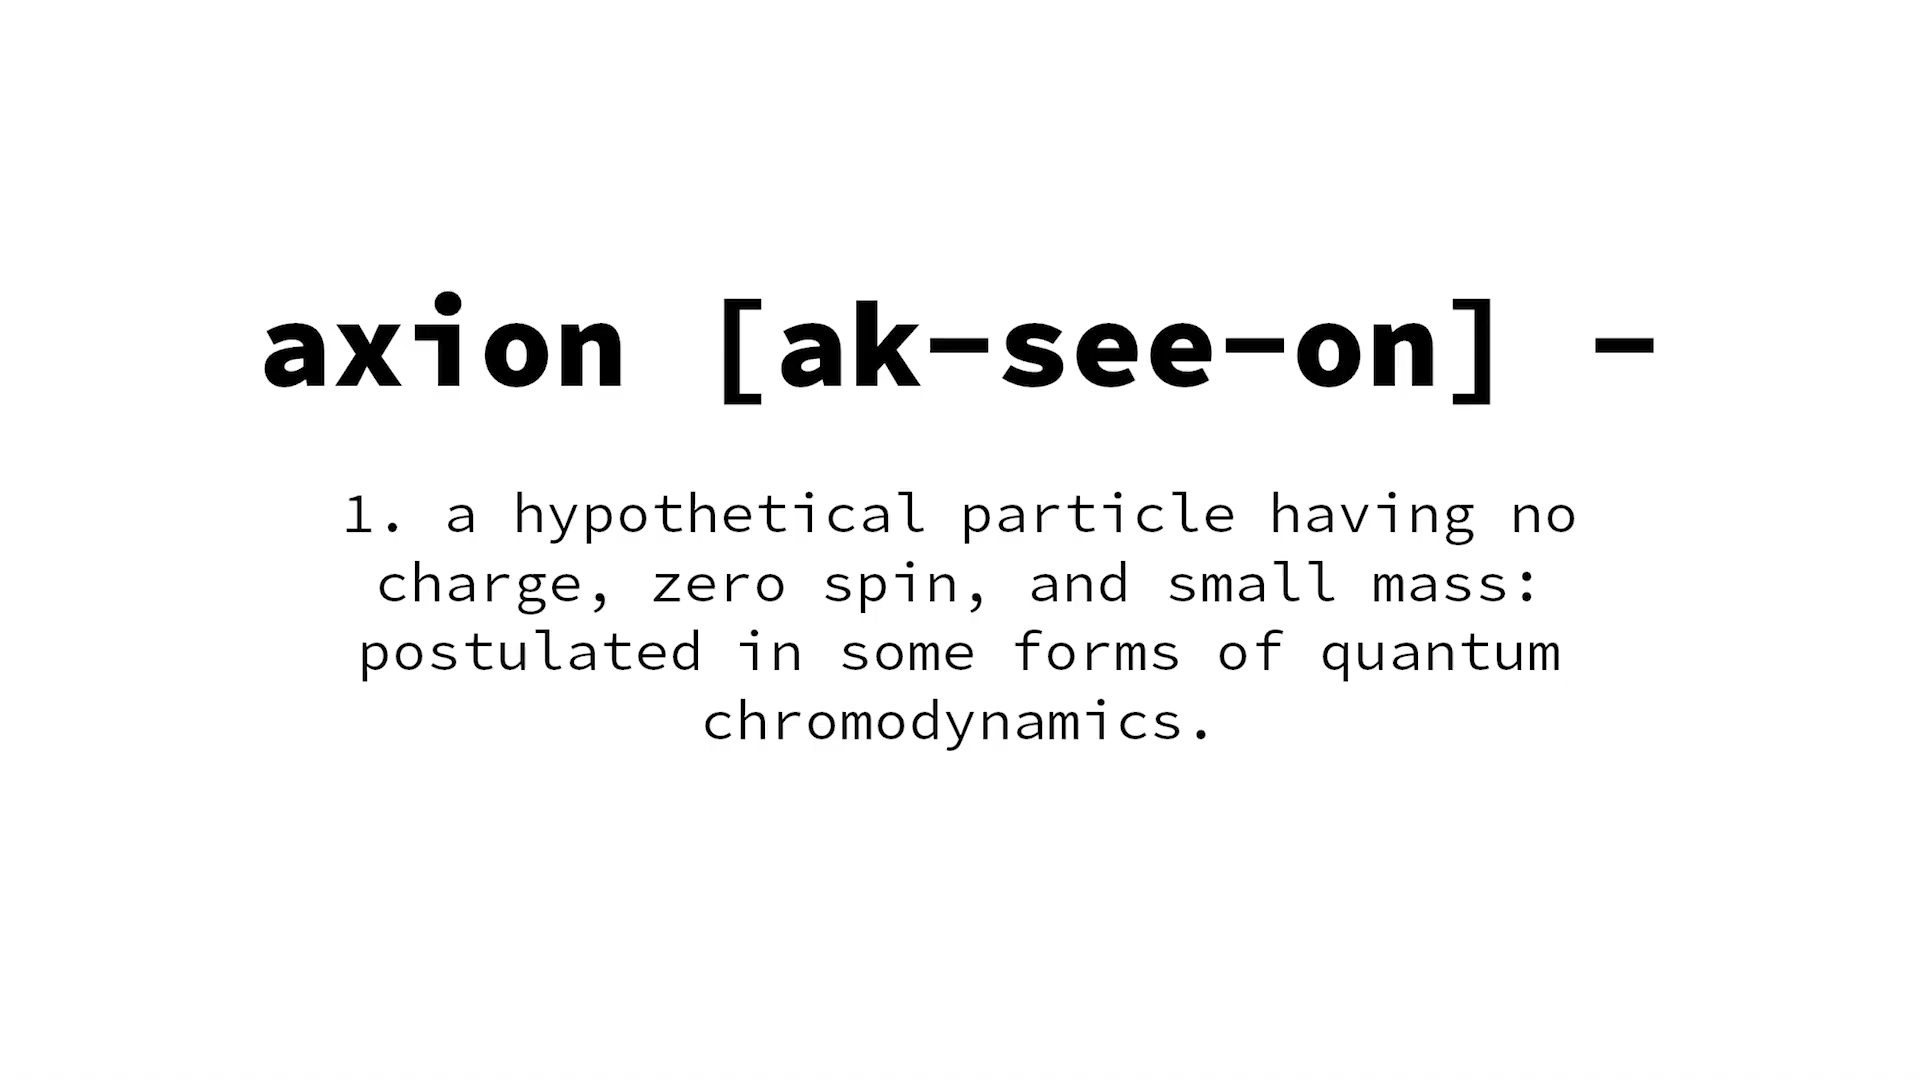 axion [ak-see-on] -
1. a hypothetical particle having no
charge, zero spin, and small mass:
postulated in some forms of quantum
chromodynamics.